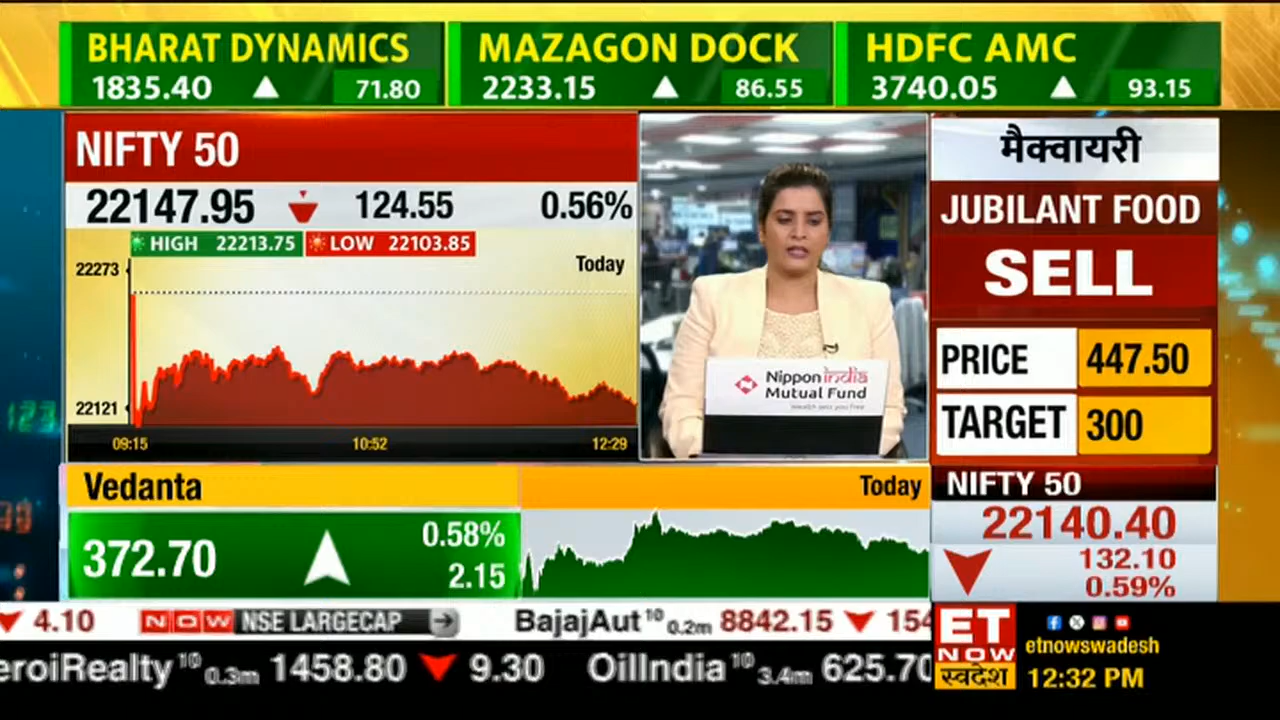 BHARAT DYNAMICS
1835.40 71.80
MAZAGON DOCK
2233.15 86.55
HDFC AMC
3740.05 93.15
NIFTY 50
22147.95 124.55 0.56%
HIGH 22213.75 LOW 22103.85
Today
22273
22121
09:15 10:52 12:29
Nippon india
Mutual Fund
Wealth sets you free
मैक्वायरी
JUBILANT FOOD
SELL
PRICE 447.50
TARGET 300
Vedanta
Today
372.70
0.58%
2.15
NIFTY 50
22140.40
132.10
0.59%
4.10 NOW NSE LARGECAP BajajAut 10 0.2m 8842.15 154
eroiRealty 10 0.3m 1458.80 9.30 OilIndia 10 3.4m 625.70
ET
NOW
स्वदेश
etnowswadesh
12:32 PM